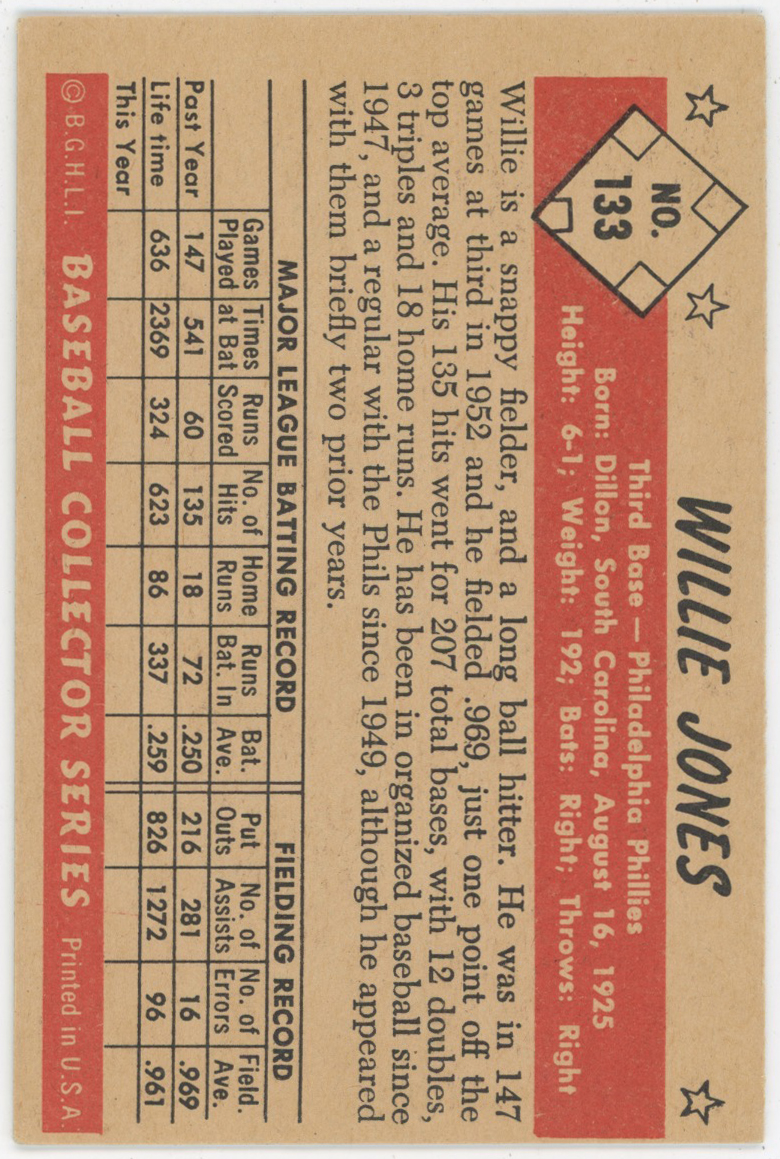 WILLIE JONES
NO.
133
Third Base — Philadelphia Phillies
Born: Dillon, South Carolina, August 16, 1925
Height: 6-1; Weight: 192; Bats: Right; Throws: Right
Willie is a snappy fielder, and a long ball hitter. He was in 147
games at third in 1952 and he fielded .969, just one point off the
top average. His 135 hits went for 207 total bases, with 12 doubles,
3 triples and 18 home runs. He has been in organized baseball since
1947, and a regular with the Phils since 1949, although he appeared
with them briefly two prior years.
MAJOR LEAGUE BATTING RECORD FIELDING RECORD
Games Times Runs No. of Home Runs Bat. Put No. of No. of Field.
Played at Bat Scored Hits Runs Bat. In Ave. Outs Assists Errors Ave.
Past Year 147 541 60 135 18 72 .250 216 281 16 .969
Life time 636 2369 324 623 86 337 .259 826 1272 96 .961
This Year
© B.G.H.L.I. BASEBALL COLLECTOR SERIES Printed in U.S.A.